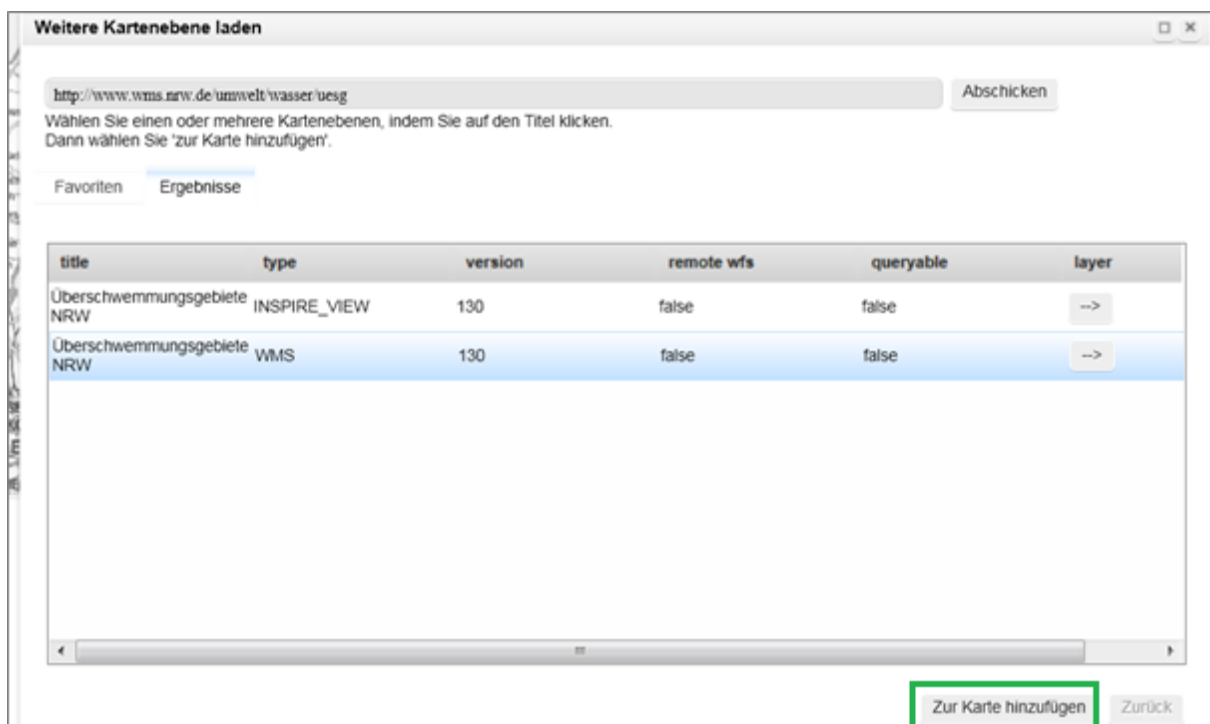 Weitere Kartenebene laden
http://www.wms.nrw.de/umwelt/wasser/uesg Abschicken
Wählen Sie einen oder mehrere Kartenebenen, indem Sie auf den Titel klicken.
Dann wählen Sie 'zur Karte hinzufügen'.
Favoriten Ergebnisse
title type version remote wfs queryable layer
Überschwemmungsgebiete NRW INSPIRE_VIEW 130 false false -->
Überschwemmungsgebiete NRW WMS 130 false false -->
Zur Karte hinzufügen Zurück